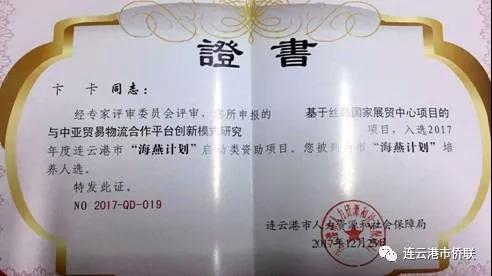 證書
卞 卡 同志：
经专家评审委员会评审，您所申报的 基于丝路国家展贸中心项目的
与中亚贸易物流合作平台创新模式研究 项目，入选2017
年度连云港市“海燕计划”启动类资助项目。您被列为市“海燕计划”培
养人选。
特发此证。
NO 2017-QD-019
连云港市人力资源和社会保障局
2017年12月25日
连云港市侨联